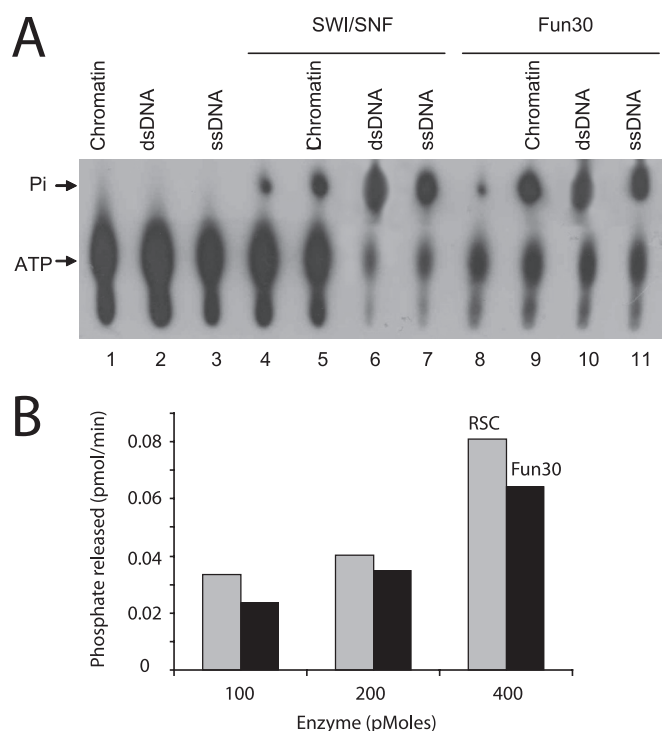 A
SWI/SNF
Fun30
Chromatin
dsDNA
ssDNA
Chromatin
dsDNA
ssDNA
Chromatin
dsDNA
ssDNA
Pi
ATP
1 2 3 4 5 6 7 8 9 10 11
B
Phosphate released (pmol/min)
0.08
0.06
0.04
0.02
0
RSC
Fun30
100 200 400
Enzyme (pMoles)